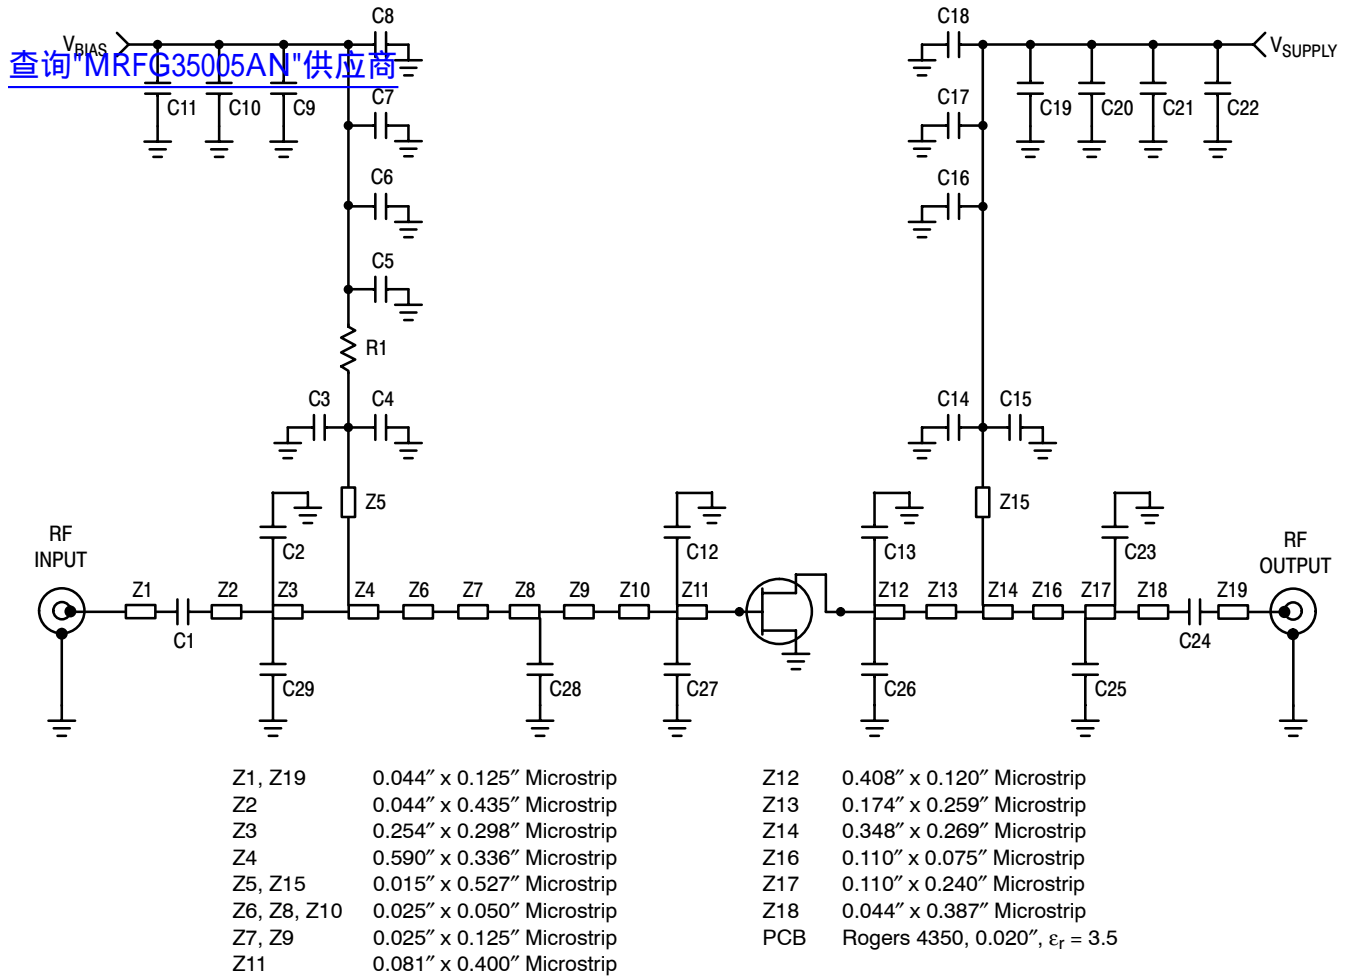 C8
C18
V_BIAS
查询"MRFG35005AN"供应商
V_SUPPLY
C7
C17
C11 C10 C9
C19 C20 C21 C22
C6
C16
C5
R1
C3 C4
C14 C15
Z5
Z15
RF INPUT
C2
C12
C13
C23
RF OUTPUT
Z1 Z2 Z3 Z4 Z6 Z7 Z8 Z9 Z10 Z11 Z12 Z13 Z14 Z16 Z17 Z18 Z19
C1
C24
C29 C28 C27 C26 C25
Z1, Z19 0.044″ x 0.125″ Microstrip
Z2 0.044″ x 0.435″ Microstrip
Z3 0.254″ x 0.298″ Microstrip
Z4 0.590″ x 0.336″ Microstrip
Z5, Z15 0.015″ x 0.527″ Microstrip
Z6, Z8, Z10 0.025″ x 0.050″ Microstrip
Z7, Z9 0.025″ x 0.125″ Microstrip
Z11 0.081″ x 0.400″ Microstrip
Z12 0.408″ x 0.120″ Microstrip
Z13 0.174″ x 0.259″ Microstrip
Z14 0.348″ x 0.269″ Microstrip
Z16 0.110″ x 0.075″ Microstrip
Z17 0.110″ x 0.240″ Microstrip
Z18 0.044″ x 0.387″ Microstrip
PCB Rogers 4350, 0.020″, εr = 3.5